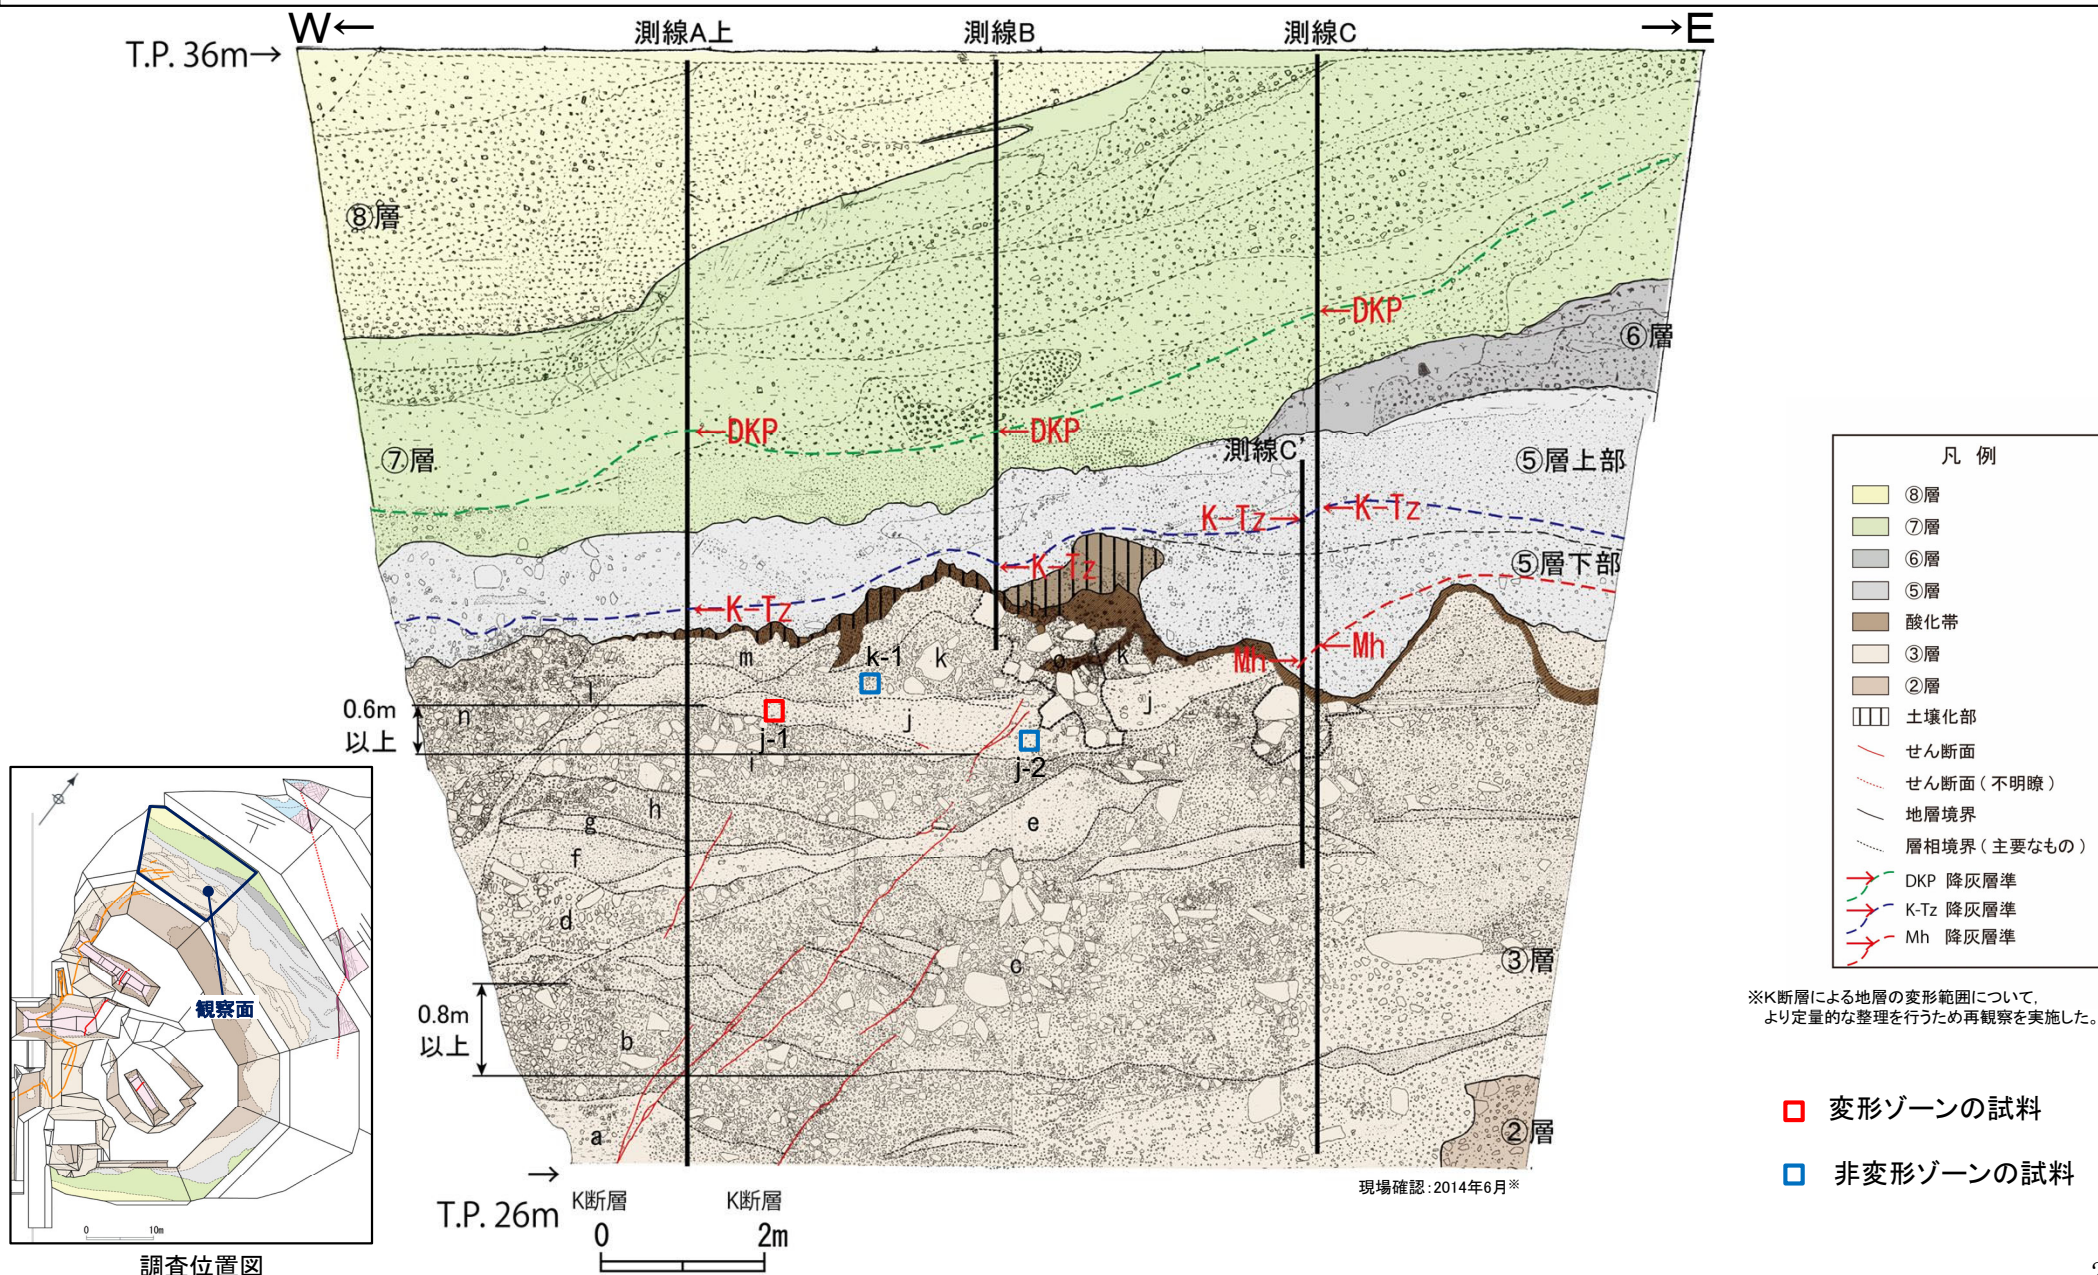 W←
測線A上
測線B
測線C
→E
T.P. 36m→
⑧層
⑦層
←DKP
←DKP
←DKP
⑥層
測線C'
⑤層上部
K-Tz→
←K-Tz
⑤層下部
←K-Tz
←K-Tz
Mh→
←Mh
m
k-1
k
o
k
l
j
j
n
j-1
i
j-2
0.6m
以上
h
g
e
f
d
c
③層
0.8m
以上
b
a
②層
→
T.P. 26m
K断層
K断層
0
2m
現場確認：2014年6月※
観察面
0
10m
調査位置図
凡 例
⑧層
⑦層
⑥層
⑤層
酸化帯
③層
②層
土壌化部
せん断面
せん断面（不明瞭）
地層境界
層相境界（主要なもの）
DKP 降灰層準
K-Tz 降灰層準
Mh 降灰層準
※K断層による地層の変形範囲について，
より定量的な整理を行うため再観察を実施した。
変形ゾーンの試料
非変形ゾーンの試料